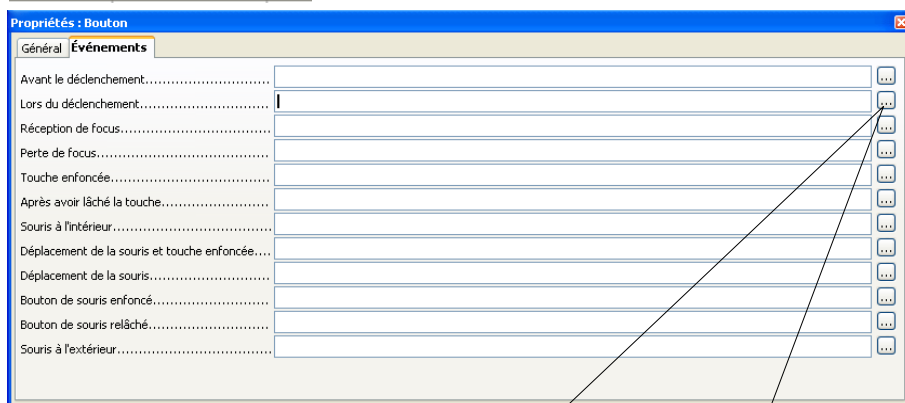 Propriétés : Bouton
Général Événements
Avant le déclenchement............................. ...
Lors du déclenchement.............................. ...
Réception de focus................................... ...
Perte de focus........................................ ...
Touche enfoncée..................................... ...
Après avoir lâché la touche......................... ...
Souris à l'intérieur.................................... ...
Déplacement de la souris et touche enfoncée.... ...
Déplacement de la souris............................ ...
Bouton de souris enfoncé........................... ...
Bouton de souris relâché............................ ...
Souris à l'extérieur................................... ...